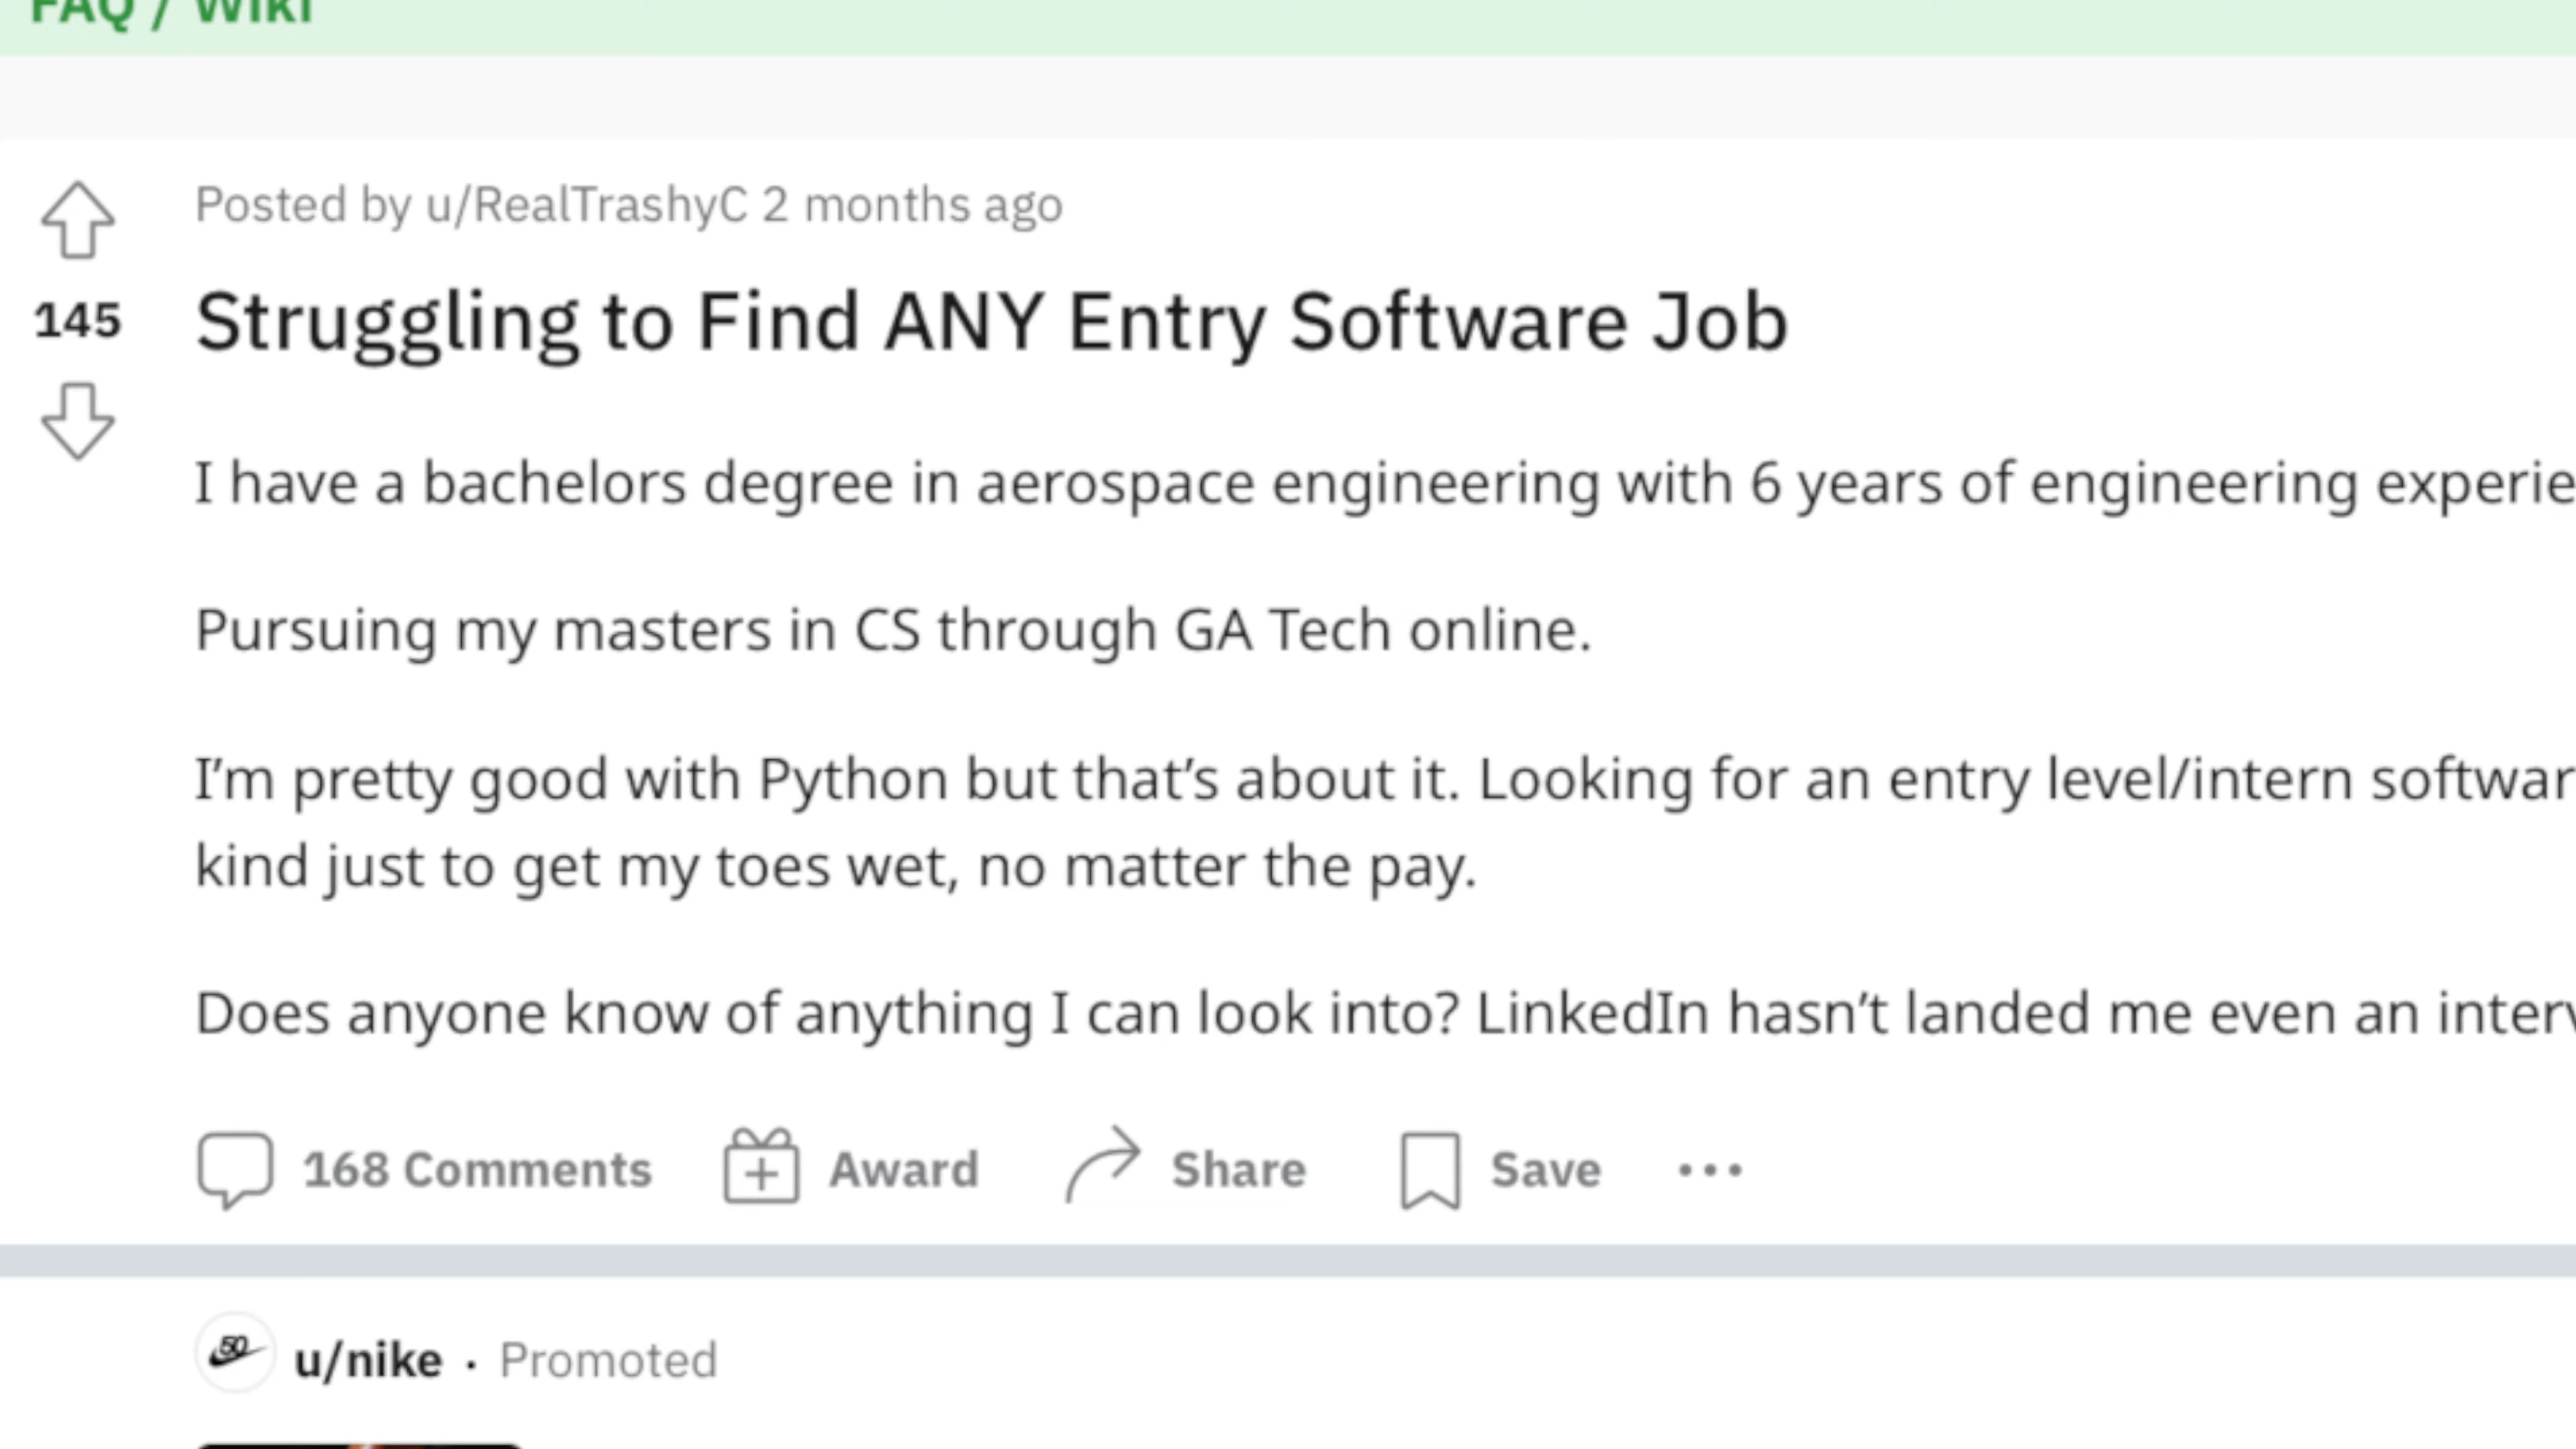 FAQ / Wiki
Posted by u/RealTrashyC 2 months ago
145
Struggling to Find ANY Entry Software Job
I have a bachelors degree in aerospace engineering with 6 years of engineering experie
Pursuing my masters in CS through GA Tech online.
I’m pretty good with Python but that’s about it. Looking for an entry level/intern softwar
kind just to get my toes wet, no matter the pay.
Does anyone know of anything I can look into? LinkedIn hasn’t landed me even an interv
168 Comments Award Share Save
50
u/nike · Promoted